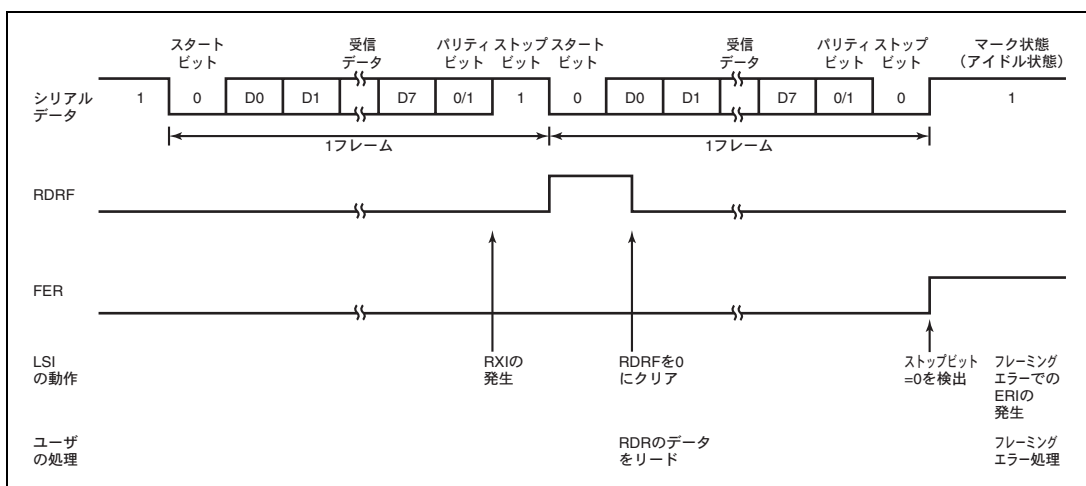 スタート 受信 パリティ ストップ スタート 受信 パリティ ストップ マーク状態
ビット データ ビット ビット ビット データ ビット ビット （アイドル状態）
シリアル
データ
1 0 D0 D1 D7 0/1 1 0 D0 D1 D7 0/1 0 1
1フレーム 1フレーム
RDRF
FER
LSI
の動作
RXIの
発生
RDRFを0
にクリア
ストップビット
=0を検出
フレーミング
エラーでの
ERIの
発生
ユーザ
の処理
RDRのデータ
をリード
フレーミング
エラー処理